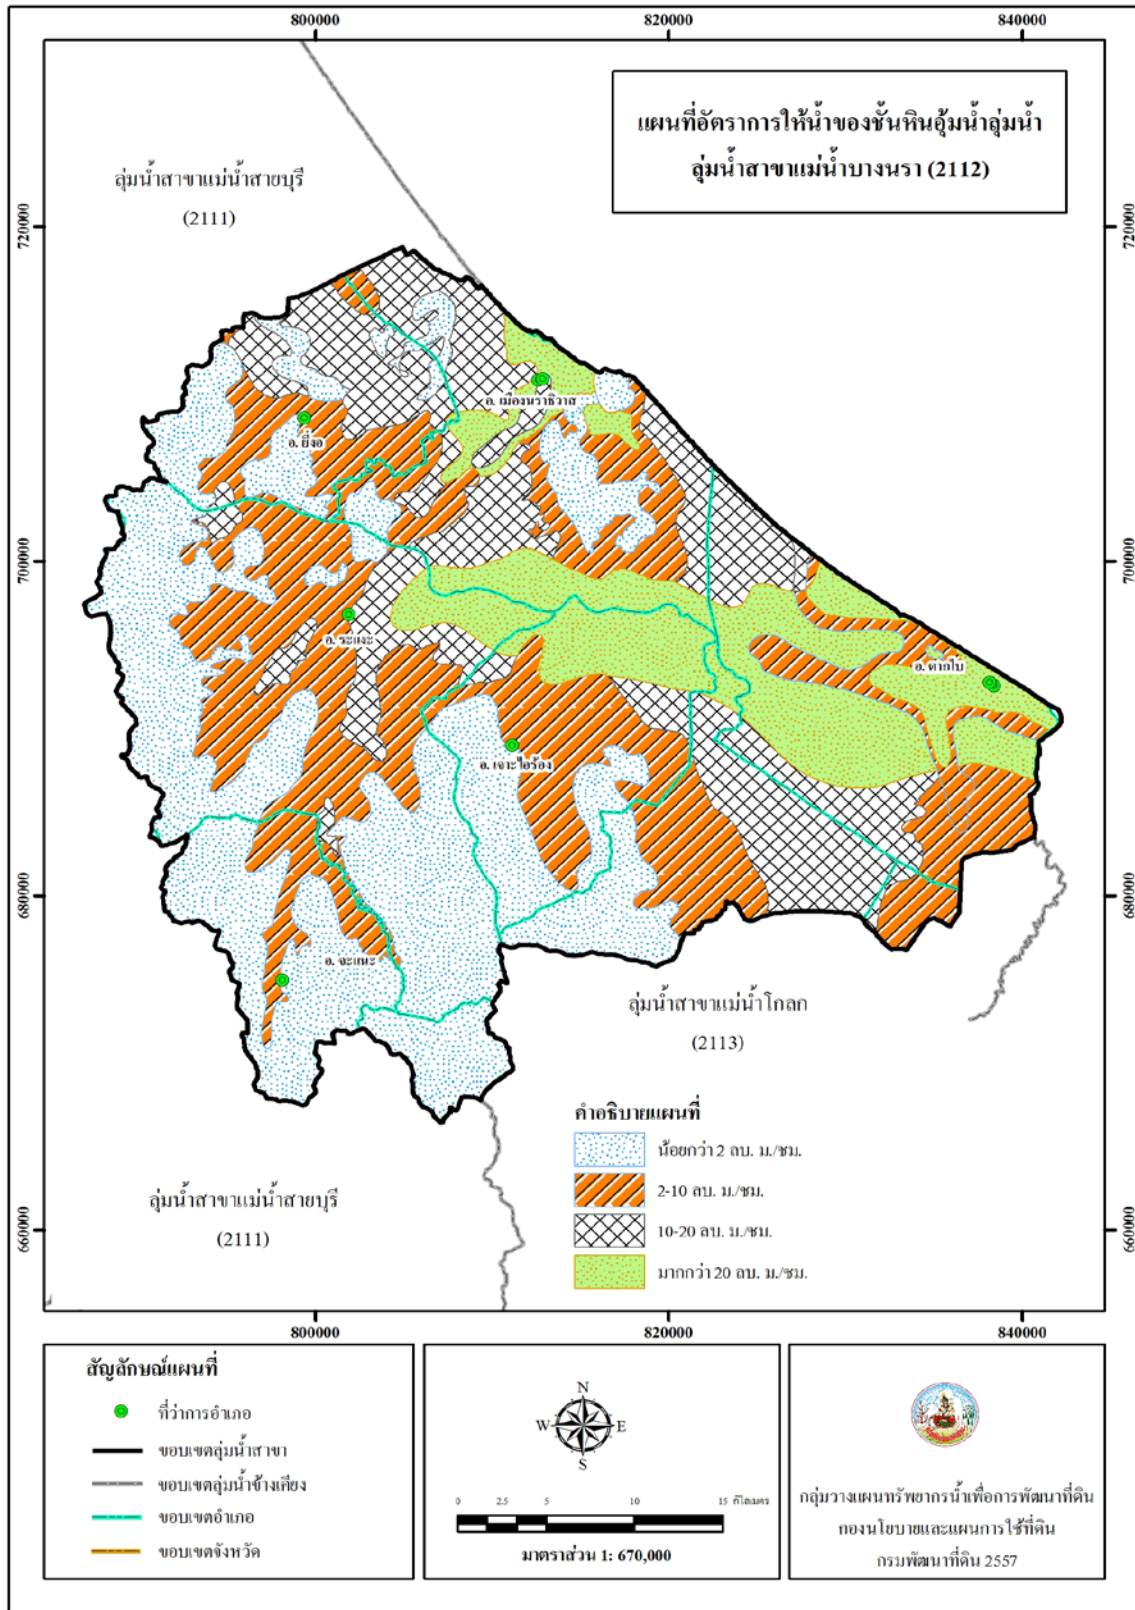 800000
820000
840000
แผนที่อัตราการให้น้ำของชั้นหินอุ้มน้ำลุ่มน้ำ
ลุ่มน้ำสาขาแม่น้ำบางนรา (2112)
ลุ่มน้ำสาขาแม่น้ำสายบุรี
(2111)
720000
720000
อ. เมืองนราธิวาส
อ. ยี่งอ
700000
700000
อ. ระแงะ
อ. ตากใบ
อ. เจาะไอร้อง
680000
680000
อ. จะแนะ
ลุ่มน้ำสาขาแม่น้ำโกลก
(2113)
คำอธิบายแผนที่
น้อยกว่า 2 ลบ. ม./ชม.
2-10 ลบ. ม./ชม.
10-20 ลบ. ม./ชม.
มากกว่า 20 ลบ. ม./ชม.
ลุ่มน้ำสาขาแม่น้ำสายบุรี
(2111)
660000
660000
800000
820000
840000
สัญลักษณ์แผนที่
ที่ว่าการอำเภอ
ขอบเขตลุ่มน้ำสาขา
ขอบเขตลุ่มน้ำข้างเคียง
ขอบเขตอำเภอ
ขอบเขตจังหวัด
N
W E
S
0 2.5 5 10 15 กิโลเมตร
มาตราส่วน 1: 670,000
กลุ่มวางแผนทรัพยากรน้ำเพื่อการพัฒนาที่ดิน
กองนโยบายและแผนการใช้ที่ดิน
กรมพัฒนาที่ดิน 2557